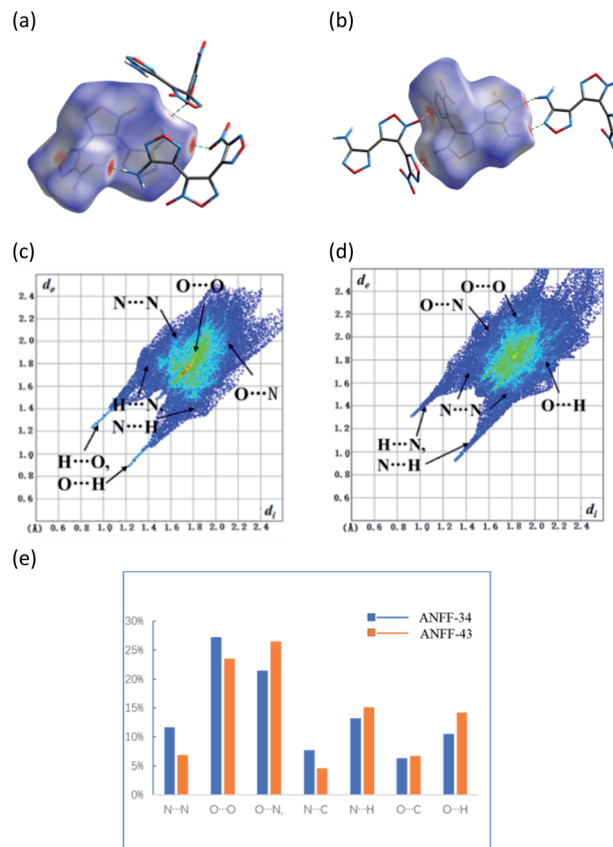 (a)
(b)
(c)
(d)
de
O···O
N···N
2.4
2.2
2.0
1.8
1.6
1.4
1.2
1.0
0.8
0.6
O···N
H···N,
N···H
H···O,
O···H
di
(Å) 0.6 0.8 1.0 1.2 1.4 1.6 1.8 2.0 2.2 2.4
de
O···O
O···N
2.4
2.2
2.0
1.8
1.6
1.4
1.2
1.0
0.8
0.6
N···N
O···H
H···N,
N···H
di
(Å) 0.6 0.8 1.0 1.2 1.4 1.6 1.8 2.0 2.2 2.4
(e)
ANFF-34
ANFF-43
30%
25%
20%
15%
10%
5%
0%
N···N O···O O···N, N···C N···H O···C O···H